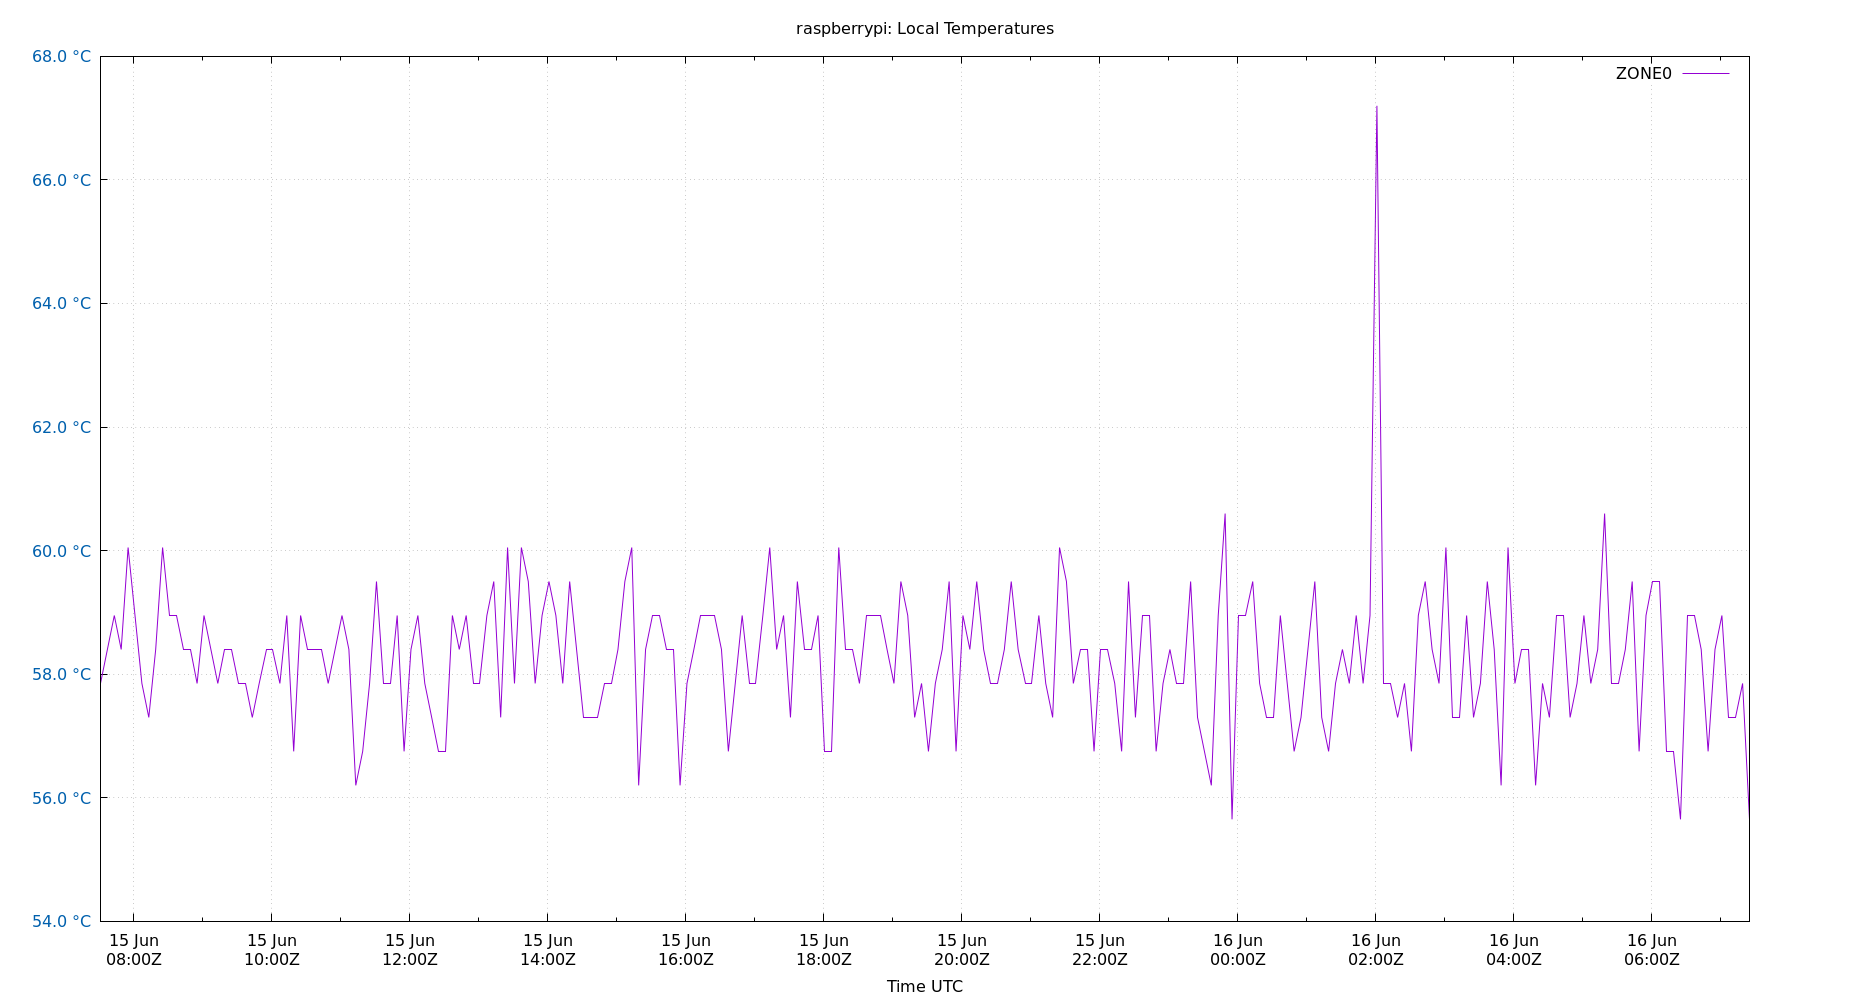 raspberrypi: Local Temperatures
68.0 °C
ZONE0
66.0 °C
64.0 °C
62.0 °C
60.0 °C
58.0 °C
56.0 °C
54.0 °C
15 Jun 15 Jun 15 Jun 15 Jun 15 Jun 15 Jun 15 Jun 15 Jun 16 Jun 16 Jun 16 Jun 16 Jun
08:00Z 10:00Z 12:00Z 14:00Z 16:00Z 18:00Z 20:00Z 22:00Z 00:00Z 02:00Z 04:00Z 06:00Z
Time UTC